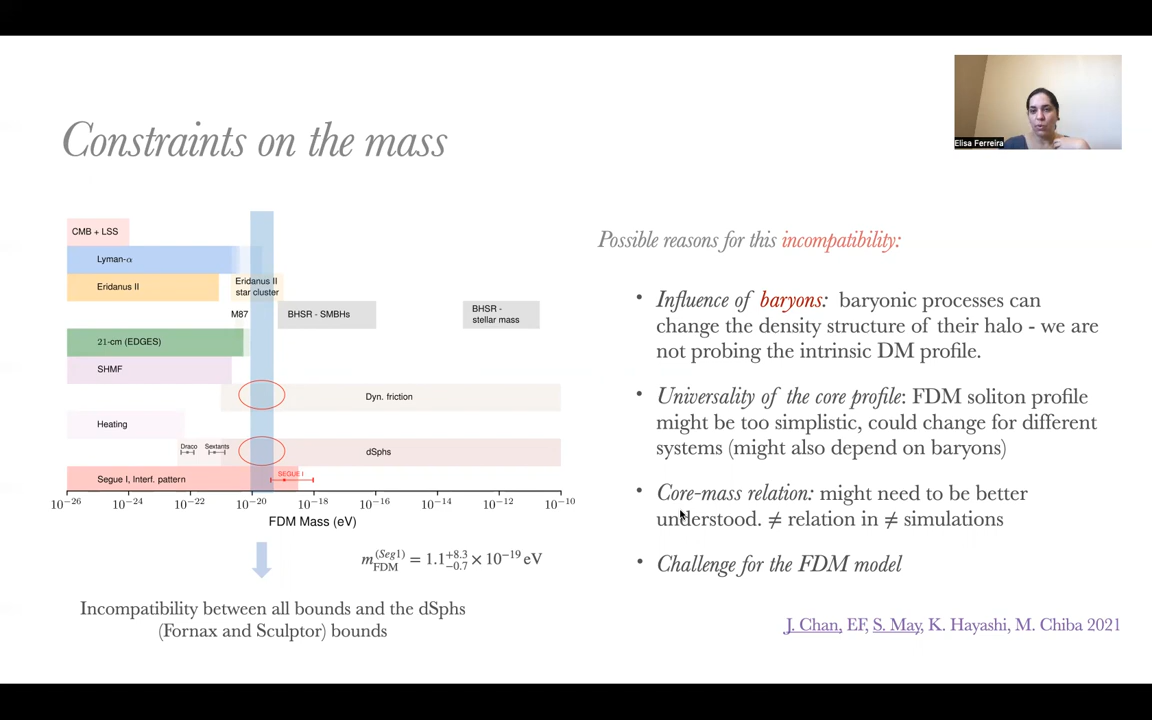 Elisa Ferreira
Constraints on the mass
CMB + LSS
Lyman-α
Eridanus II
Eridanus II
star cluster
M87
BHSR - SMBHs
BHSR -
stellar mass
21-cm (EDGES)
SHMF
Dyn. friction
Heating
Draco
Sextants
dSphs
Segue I, Interf. pattern
SEGUE I
10⁻²⁶ 10⁻²⁴ 10⁻²² 10⁻²⁰ 10⁻¹⁸ 10⁻¹⁶ 10⁻¹⁴ 10⁻¹² 10⁻¹⁰
FDM Mass (eV)
m_FDM^(Seg1) = 1.1^{+8.3}_{−0.7} × 10⁻¹⁹ eV
Incompatibility between all bounds and the dSphs
(Fornax and Sculptor) bounds
Possible reasons for this incompatibility:
• Influence of baryons: baryonic processes can
change the density structure of their halo - we are
not probing the intrinsic DM profile.
• Universality of the core profile: FDM soliton profile
might be too simplistic, could change for different
systems (might also depend on baryons)
• Core-mass relation: might need to be better
understood. ≠ relation in ≠ simulations
• Challenge for the FDM model
J. Chan, EF, S. May, K. Hayashi, M. Chiba 2021